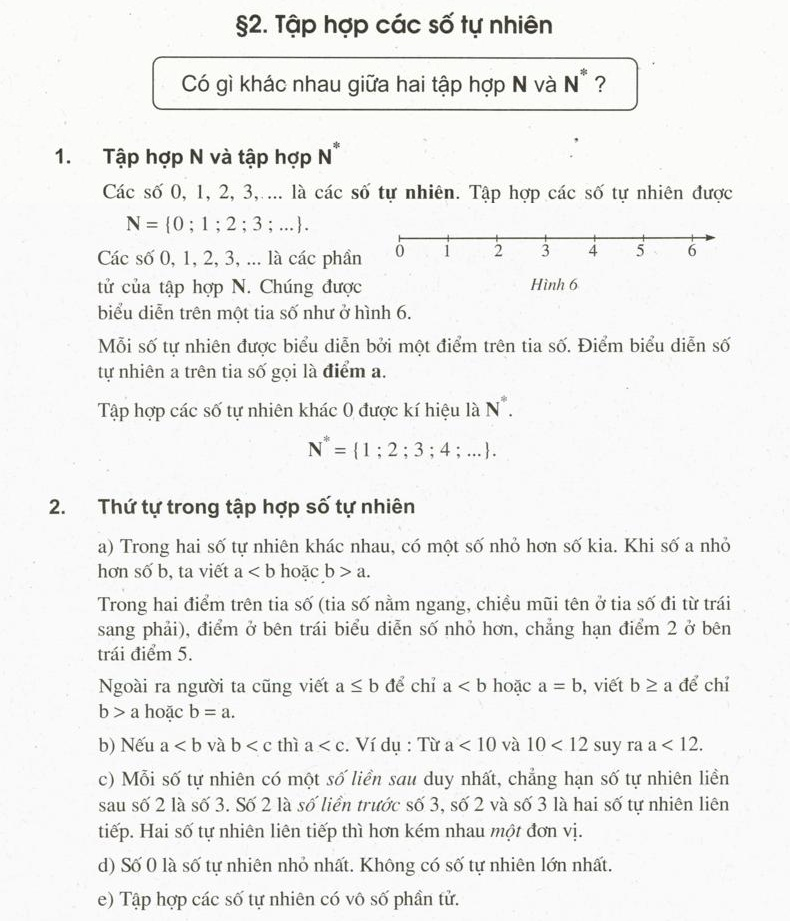 §2. Tập hợp các số tự nhiên
Có gì khác nhau giữa hai tập hợp N và N* ?
1. Tập hợp N và tập hợp N*
Các số 0, 1, 2, 3, ... là các số tự nhiên. Tập hợp các số tự nhiên được
N = {0 ; 1 ; 2 ; 3 ; ...}.
Các số 0, 1, 2, 3, ... là các phần
tử của tập hợp N. Chúng được
biểu diễn trên một tia số như ở hình 6.
0 1 2 3 4 5 6
Hình 6
Mỗi số tự nhiên được biểu diễn bởi một điểm trên tia số. Điểm biểu diễn số
tự nhiên a trên tia số gọi là điểm a.
Tập hợp các số tự nhiên khác 0 được kí hiệu là N*.
N* = {1 ; 2 ; 3 ; 4 ; ...}.
2. Thứ tự trong tập hợp số tự nhiên
a) Trong hai số tự nhiên khác nhau, có một số nhỏ hơn số kia. Khi số a nhỏ
hơn số b, ta viết a < b hoặc b > a.
Trong hai điểm trên tia số (tia số nằm ngang, chiều mũi tên ở tia số đi từ trái
sang phải), điểm ở bên trái biểu diễn số nhỏ hơn, chẳng hạn điểm 2 ở bên
trái điểm 5.
Ngoài ra người ta cũng viết a ≤ b để chỉ a < b hoặc a = b, viết b ≥ a để chỉ
b > a hoặc b = a.
b) Nếu a < b và b < c thì a < c. Ví dụ : Từ a < 10 và 10 < 12 suy ra a < 12.
c) Mỗi số tự nhiên có một số liền sau duy nhất, chẳng hạn số tự nhiên liền
sau số 2 là số 3. Số 2 là số liền trước số 3, số 2 và số 3 là hai số tự nhiên liên
tiếp. Hai số tự nhiên liên tiếp thì hơn kém nhau một đơn vị.
d) Số 0 là số tự nhiên nhỏ nhất. Không có số tự nhiên lớn nhất.
e) Tập hợp các số tự nhiên có vô số phần tử.